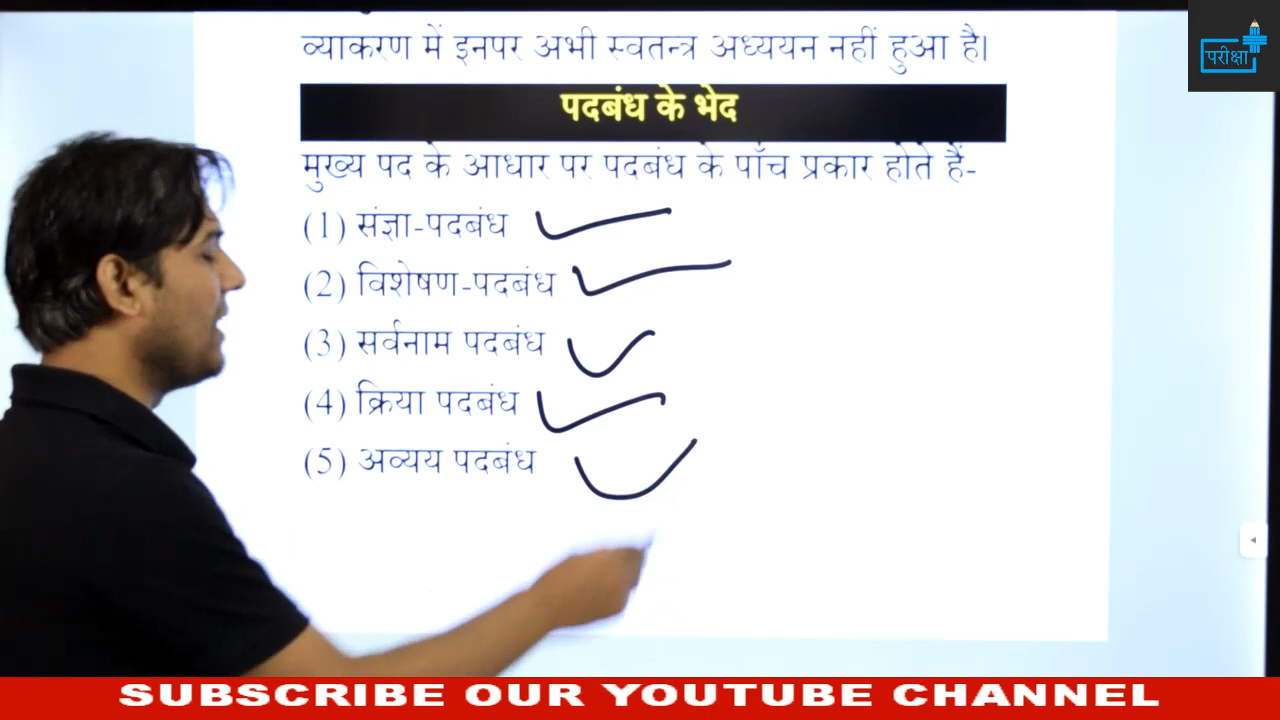 व्याकरण में इनपर अभी स्वतन्त्र अध्ययन नहीं हुआ है।
परीक्षा
पदबंध के भेद
मुख्य पद के आधार पर पदबंध के पाँच प्रकार होते हैं-
(1) संज्ञा-पदबंध
(2) विशेषण-पदबंध
(3) सर्वनाम पदबंध
(4) क्रिया पदबंध
(5) अव्यय पदबंध
SUBSCRIBE OUR YOUTUBE CHANNEL